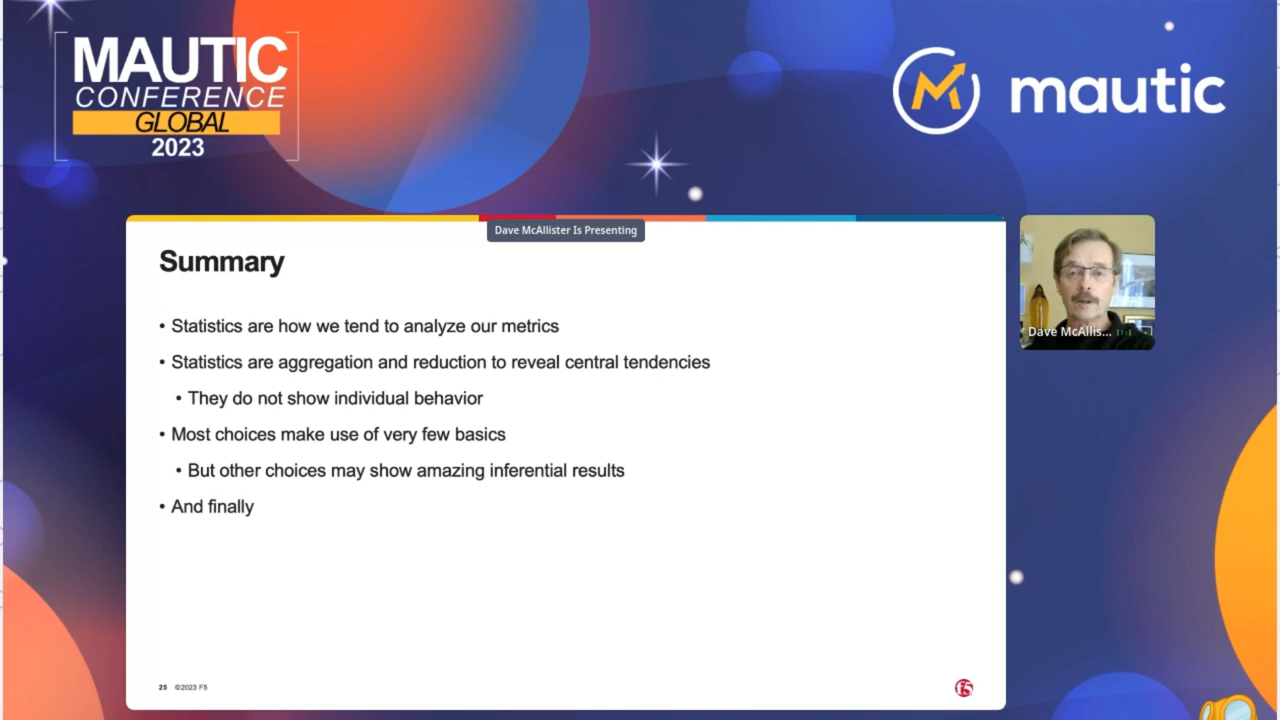 MAUTIC
CONFERENCE
GLOBAL
2023
mautic
Dave McAllister Is Presenting
Summary
• Statistics are how we tend to analyze our metrics
• Statistics are aggregation and reduction to reveal central tendencies
• They do not show individual behavior
• Most choices make use of very few basics
• But other choices may show amazing inferential results
• And finally
Dave McAllis...
25 ©2023 F5
f5